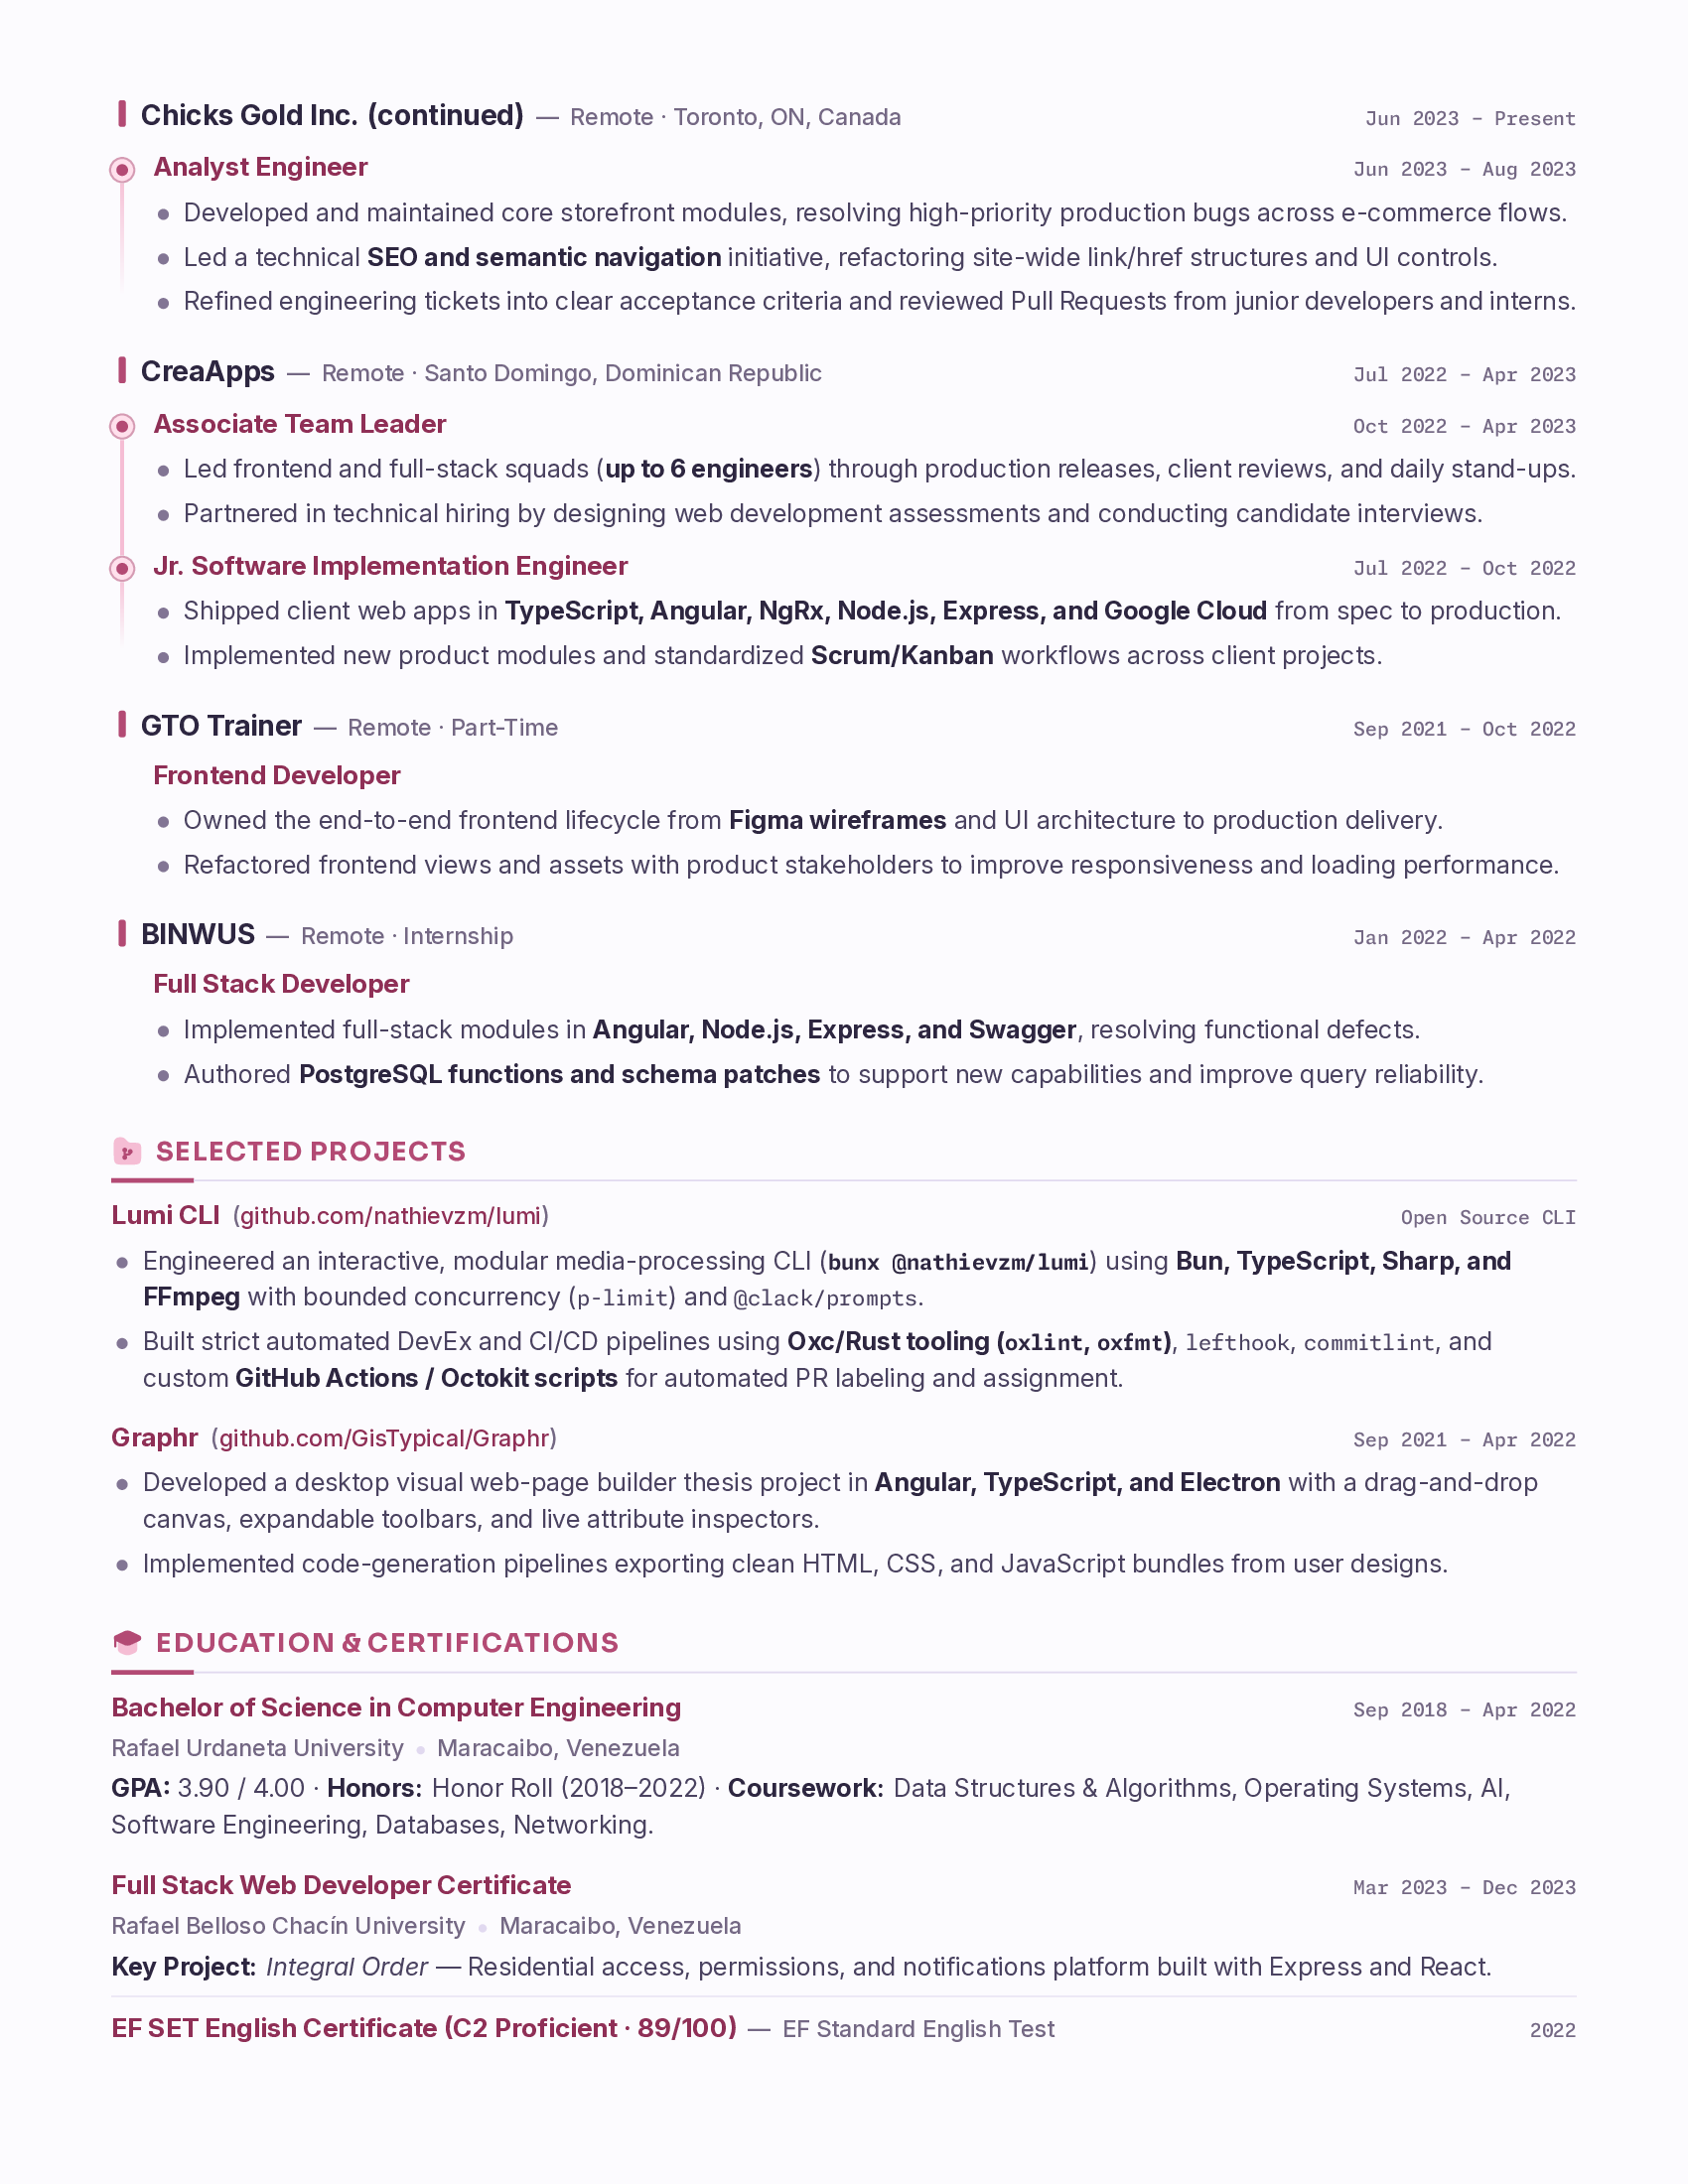 Chicks Gold Inc. (continued) — Remote · Toronto, ON, Canada Jun 2023 – Present
Analyst Engineer Jun 2023 – Aug 2023
• Developed and maintained core storefront modules, resolving high-priority production bugs across e-commerce flows.
• Led a technical SEO and semantic navigation initiative, refactoring site-wide link/href structures and UI controls.
• Refined engineering tickets into clear acceptance criteria and reviewed Pull Requests from junior developers and interns.
CreaApps — Remote · Santo Domingo, Dominican Republic Jul 2022 – Apr 2023
Associate Team Leader Oct 2022 – Apr 2023
• Led frontend and full-stack squads (up to 6 engineers) through production releases, client reviews, and daily stand-ups.
• Partnered in technical hiring by designing web development assessments and conducting candidate interviews.
Jr. Software Implementation Engineer Jul 2022 – Oct 2022
• Shipped client web apps in TypeScript, Angular, NgRx, Node.js, Express, and Google Cloud from spec to production.
• Implemented new product modules and standardized Scrum/Kanban workflows across client projects.
GTO Trainer — Remote · Part-Time Sep 2021 – Oct 2022
Frontend Developer
• Owned the end-to-end frontend lifecycle from Figma wireframes and UI architecture to production delivery.
• Refactored frontend views and assets with product stakeholders to improve responsiveness and loading performance.
BINWUS — Remote · Internship Jan 2022 – Apr 2022
Full Stack Developer
• Implemented full-stack modules in Angular, Node.js, Express, and Swagger, resolving functional defects.
• Authored PostgreSQL functions and schema patches to support new capabilities and improve query reliability.
SELECTED PROJECTS
Lumi CLI (github.com/nathievzm/lumi) Open Source CLI
• Engineered an interactive, modular media-processing CLI (bunx @nathievzm/lumi) using Bun, TypeScript, Sharp, and
FFmpeg with bounded concurrency (p-limit) and @clack/prompts.
• Built strict automated DevEx and CI/CD pipelines using Oxc/Rust tooling (oxlint, oxfmt), lefthook, commitlint, and
custom GitHub Actions / Octokit scripts for automated PR labeling and assignment.
Graphr (github.com/GisTypical/Graphr) Sep 2021 – Apr 2022
• Developed a desktop visual web-page builder thesis project in Angular, TypeScript, and Electron with a drag-and-drop
canvas, expandable toolbars, and live attribute inspectors.
• Implemented code-generation pipelines exporting clean HTML, CSS, and JavaScript bundles from user designs.
EDUCATION & CERTIFICATIONS
Bachelor of Science in Computer Engineering Sep 2018 – Apr 2022
Rafael Urdaneta University • Maracaibo, Venezuela
GPA: 3.90 / 4.00 · Honors: Honor Roll (2018–2022) · Coursework: Data Structures & Algorithms, Operating Systems, AI,
Software Engineering, Databases, Networking.
Full Stack Web Developer Certificate Mar 2023 – Dec 2023
Rafael Belloso Chacín University • Maracaibo, Venezuela
Key Project: Integral Order — Residential access, permissions, and notifications platform built with Express and React.
EF SET English Certificate (C2 Proficient · 89/100) — EF Standard English Test 2022